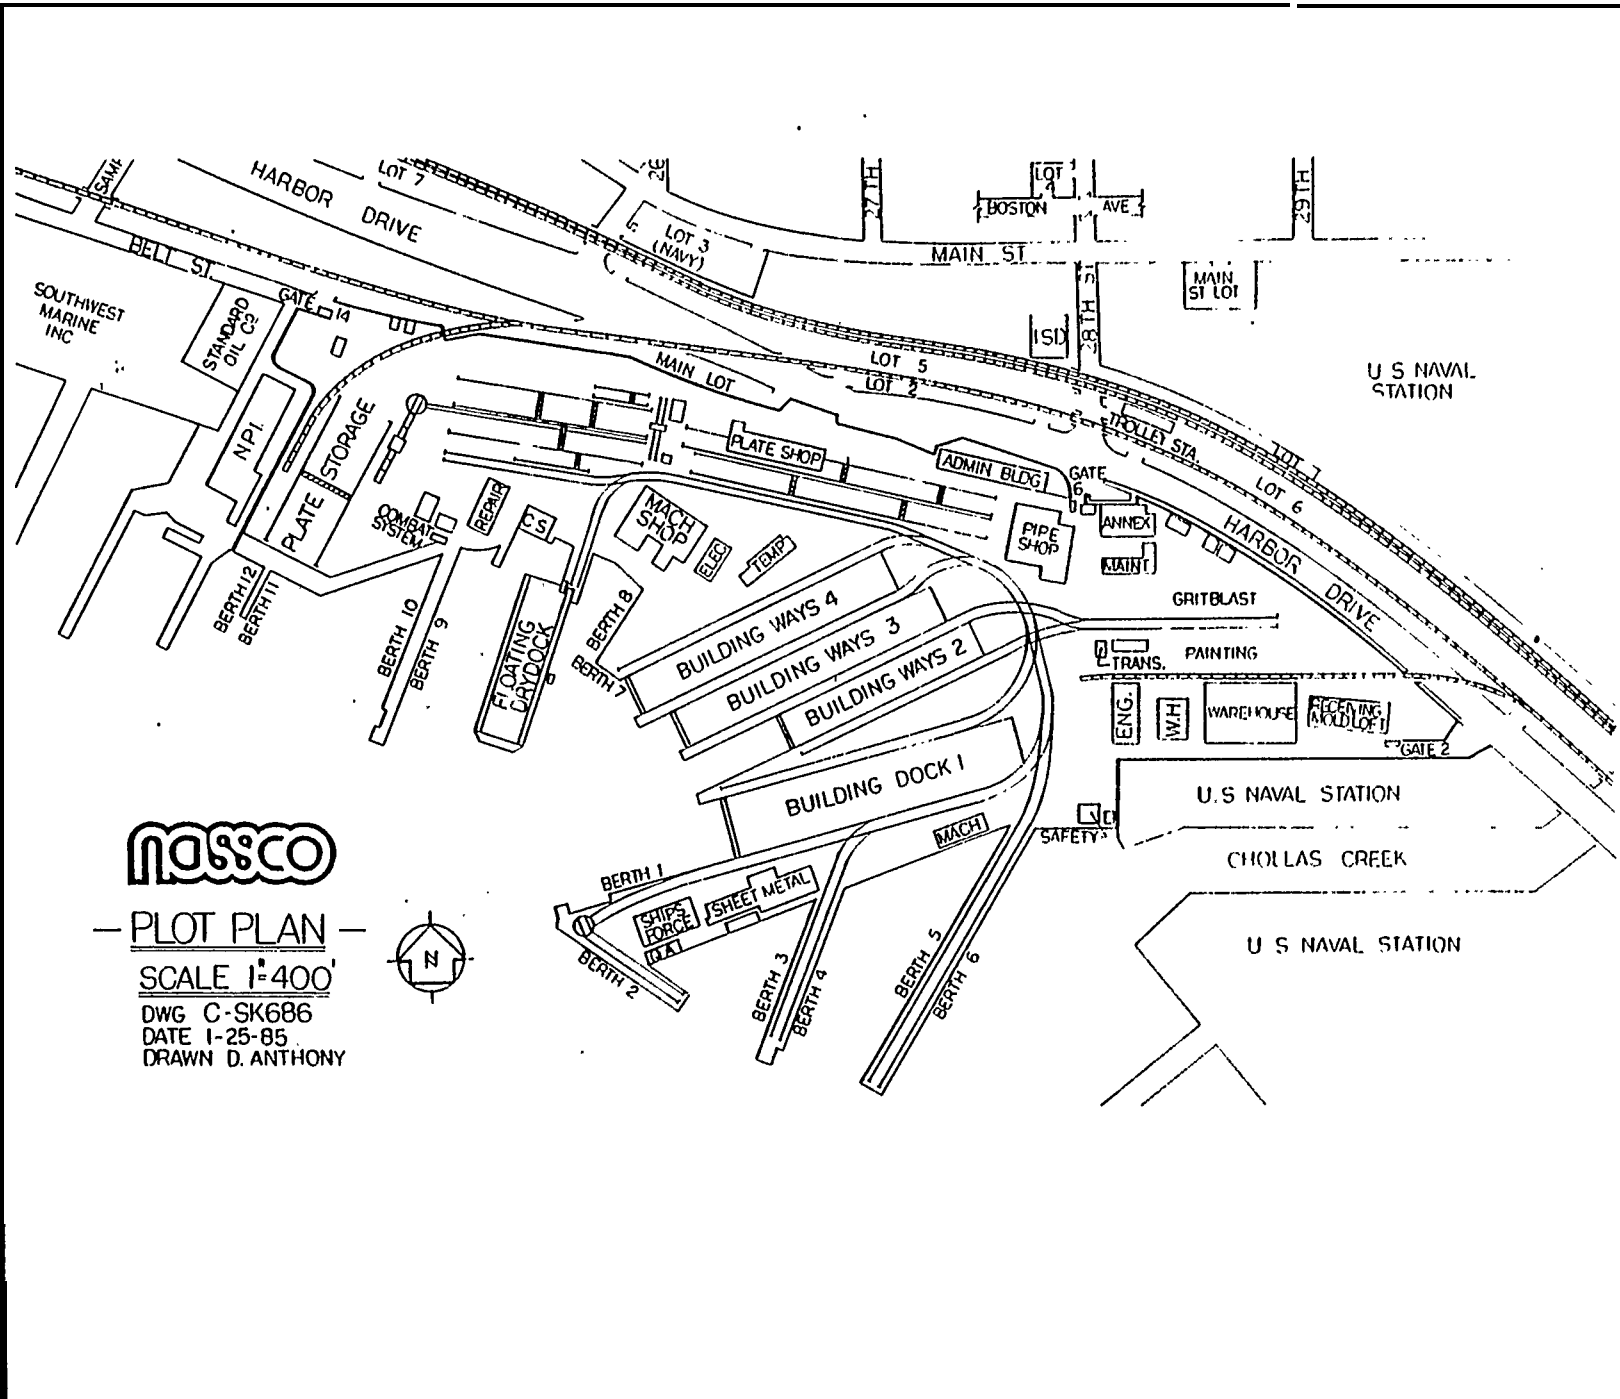 HARBOR DRIVE
LOT 7
27TH
LOT
BOSTON
AVE
29TH
LOT 3
(NAVY)
MAIN ST
BELT ST
MAIN
ST LOT
28TH ST
SOUTHWEST
MARINE
INC
GATE
14
STANDARD
OIL CO
ISD
LOT 5
MAIN LOT
LOT 2
U S NAVAL
STATION
STORAGE
PLATE
N.P.I.
PLATE SHOP
TROLLEY STA.
ADMIN BLDG
GATE
6
LOT 6
HARBOR DRIVE
COMBAT
SYSTEM
REPAIR
C.S.
MACH
SHOP
ELEC
TEMP
PIPE
SHOP
ANNEX
MAINT
BERTH 12
BERTH 11
BERTH 10
BERTH 9
FLOATING
DRYDOCK
BERTH 8
BERTH 7
BUILDING WAYS 4
BUILDING WAYS 3
BUILDING WAYS 2
GRITBLAST
TRANS.
PAINTING
ENG.
W.H
WAREHOUSE
RECEIVING
MOLD LOFT
GATE 2
BUILDING DOCK 1
U.S NAVAL STATION
MACH
SAFETY
CHOLLAS CREEK
BERTH 1
SHIPS
FORCE
SHEET METAL
Q.A.
BERTH 2
BERTH 3
BERTH 4
BERTH 5
BERTH 6
U S NAVAL STATION
nassco
— PLOT PLAN —
SCALE 1"=400'
N
DWG C-SK686
DATE 1-25-85
DRAWN D. ANTHONY